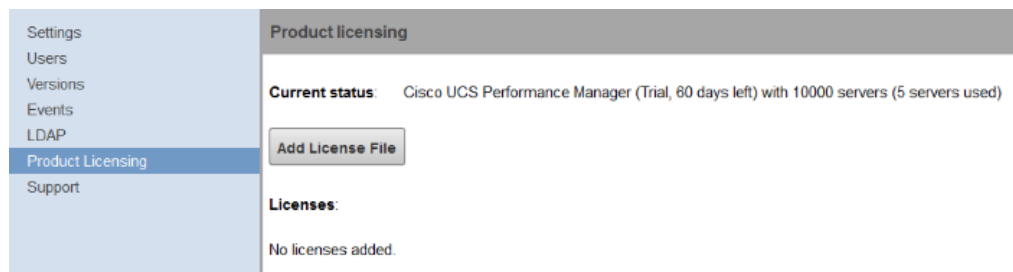 Settings
Users
Versions
Events
LDAP
Product Licensing
Support
Product licensing
Current status: Cisco UCS Performance Manager (Trial, 60 days left) with 10000 servers (5 servers used)
Add License File
Licenses:
No licenses added.